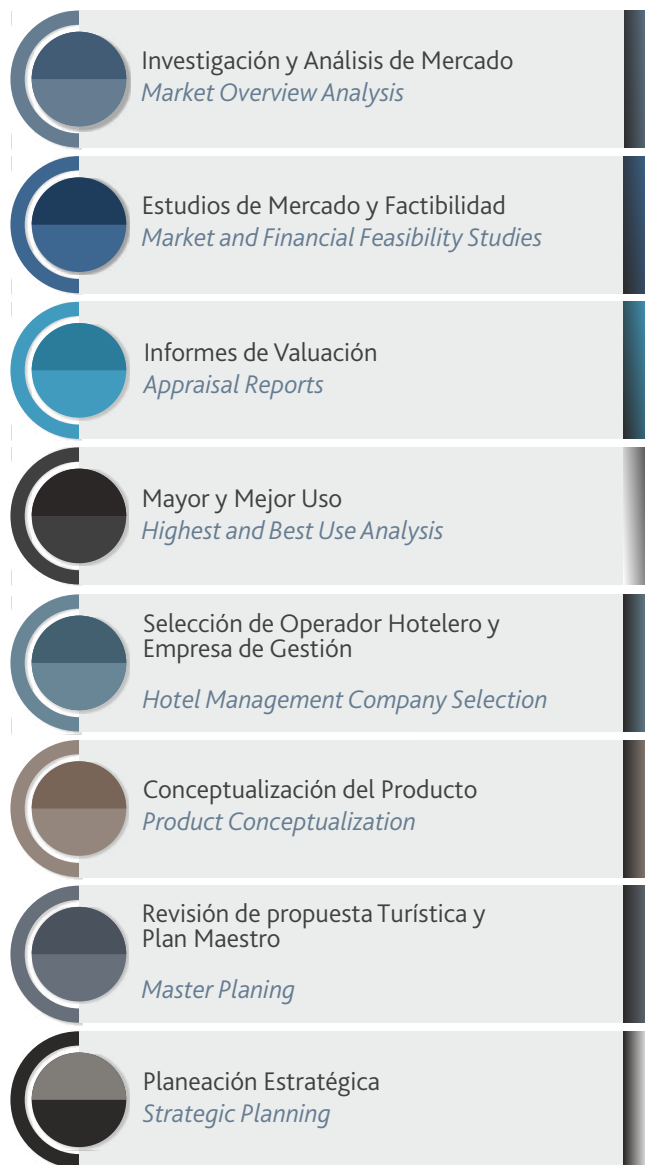 Investigación y Análisis de Mercado
Market Overview Analysis
Estudios de Mercado y Factibilidad
Market and Financial Feasibility Studies
Informes de Valuación
Appraisal Reports
Mayor y Mejor Uso
Highest and Best Use Analysis
Selección de Operador Hotelero y
Empresa de Gestión
Hotel Management Company Selection
Conceptualización del Producto
Product Conceptualization
Revisión de propuesta Turística y
Plan Maestro
Master Planing
Planeación Estratégica
Strategic Planning